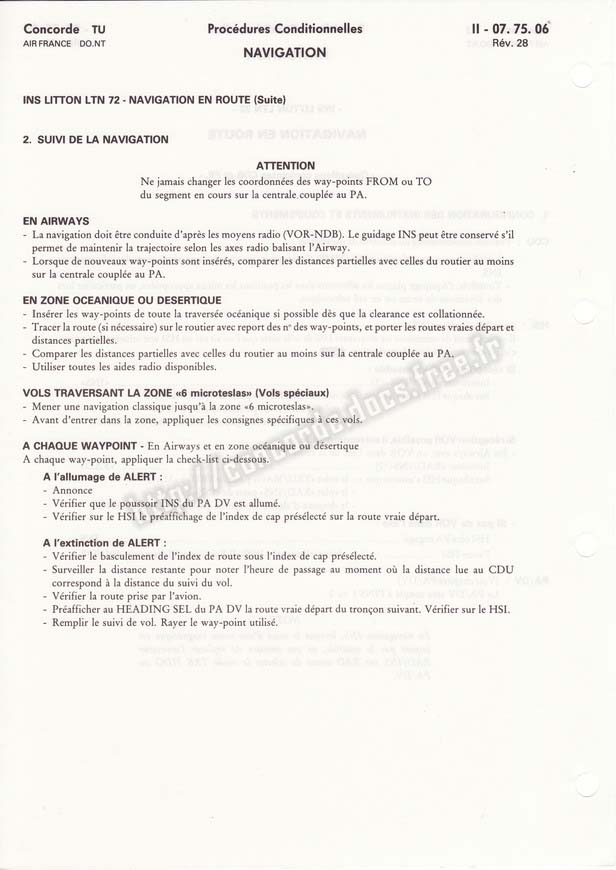 Concorde TU
AIR FRANCE DO.NT
Procédures Conditionnelles
NAVIGATION
II - 07. 75. 06
Rév. 28
INS LITTON LTN 72 - NAVIGATION EN ROUTE (Suite)
2. SUIVI DE LA NAVIGATION
ATTENTION
Ne jamais changer les coordonnées des way-points FROM ou TO
du segment en cours sur la centrale couplée au PA.
EN AIRWAYS
- La navigation doit être conduite d'après les moyens radio (VOR-NDB). Le guidage INS peut être conservé s'il
permet de maintenir la trajectoire selon les axes radio balisant l'Airway.
- Lorsque de nouveaux way-points sont insérés, comparer les distances partielles avec celles du routier au moins
sur la centrale couplée au PA.
EN ZONE OCEANIQUE OU DESERTIQUE
- Insérer les way-points de toute la traversée océanique si possible dès que la clearance est collationnée.
- Tracer la route (si nécessaire) sur le routier avec report des nos des way-points, et porter les routes vraies départ et
distances partielles.
- Comparer les distances partielles avec celles du routier au moins sur la centrale couplée au PA.
- Utiliser toutes les aides radio disponibles.
VOLS TRAVERSANT LA ZONE «6 microteslas» (Vols spéciaux)
- Mener une navigation classique jusqu'à la zone «6 microteslas».
- Avant d'entrer dans la zone, appliquer les consignes spécifiques à ces vols.
A CHAQUE WAYPOINT - En Airways et en zone océanique ou désertique
A chaque way-point, appliquer la check-list ci-dessous.
A l'allumage de ALERT :
- Annonce
- Vérifier que le poussoir INS du PA DV est allumé.
- Vérifier sur le HSI le préaffichage de l'index de cap présélecté sur la route vraie départ.
A l'extinction de ALERT :
- Vérifier le basculement de l'index de route sous l'index de cap présélecté.
- Surveiller la distance restante pour noter l'heure de passage au moment où la distance lue au CDU
correspond à la distance du suivi du vol.
- Vérifier la route prise par l'avion.
- Préafficher au HEADING SEL du PA DV la route vraie départ du tronçon suivant. Vérifier sur le HSI.
- Remplir le suivi de vol. Rayer le way-point utilisé.
http://concordedocs.free.fr